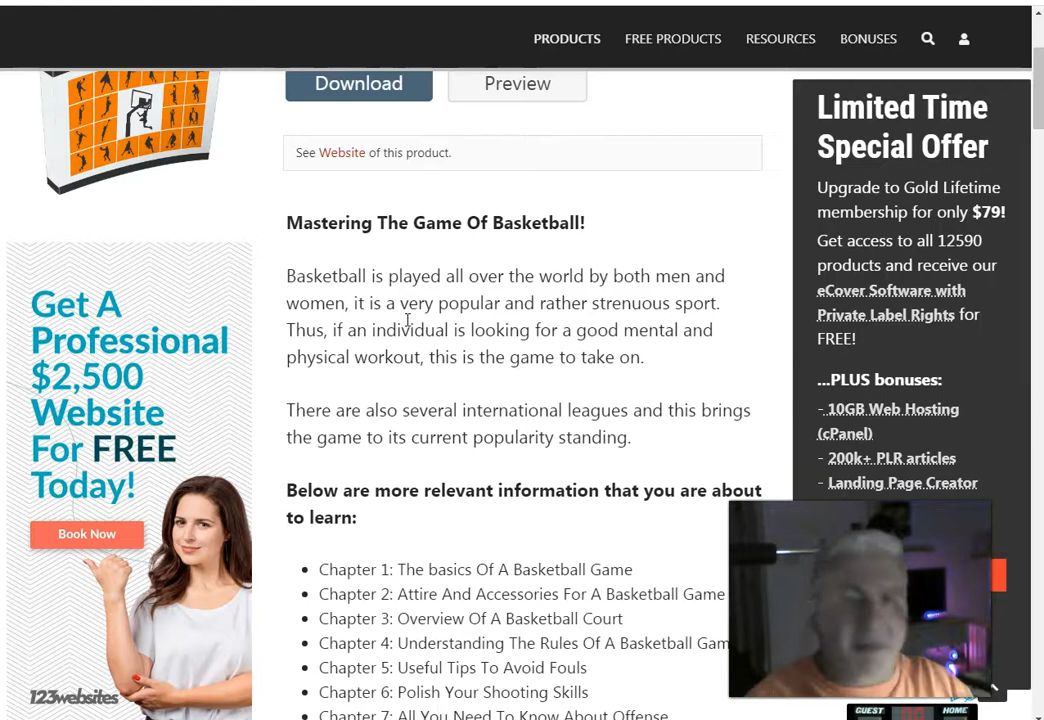 PRODUCTS FREE PRODUCTS RESOURCES BONUSES
Download Preview
See Website of this product.
Mastering The Game Of Basketball!
Basketball is played all over the world by both men and
women, it is a very popular and rather strenuous sport.
Thus, if an individual is looking for a good mental and
physical workout, this is the game to take on.
There are also several international leagues and this brings
the game to its current popularity standing.
Below are more relevant information that you are about
to learn:
• Chapter 1: The basics Of A Basketball Game
• Chapter 2: Attire And Accessories For A Basketball Game
• Chapter 3: Overview Of A Basketball Court
• Chapter 4: Understanding The Rules Of A Basketball Gam
• Chapter 5: Useful Tips To Avoid Fouls
• Chapter 6: Polish Your Shooting Skills
• Chapter 7: All You Need To Know About Offense
Get A
Professional
$2,500
Website
For FREE
Today!
Book Now
123websites
Limited Time
Special Offer
Upgrade to Gold Lifetime
membership for only $79!
Get access to all 12590
products and receive our
eCover Software with
Private Label Rights for
FREE!
...PLUS bonuses:
- 10GB Web Hosting
(cPanel)
- 200k+ PLR articles
- Landing Page Creator
GUEST HOME